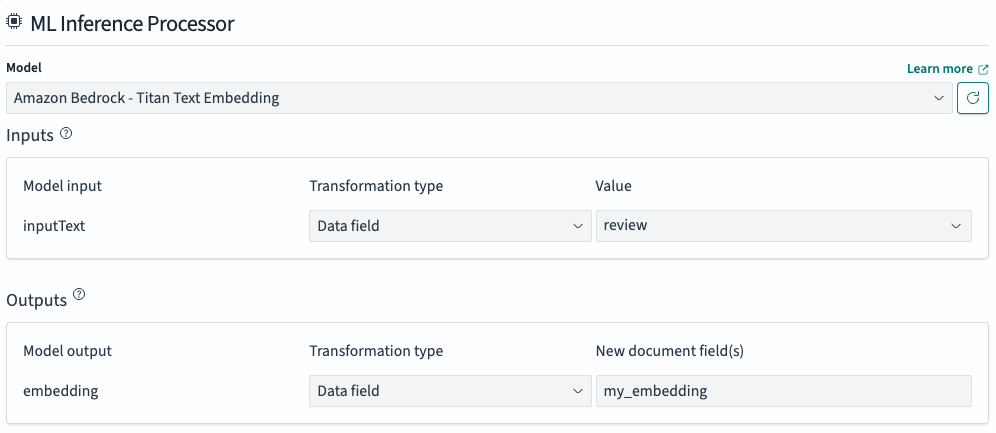 ML Inference Processor
Model
Learn more
Amazon Bedrock - Titan Text Embedding
Inputs ?
Model input Transformation type Value
inputText Data field review
Outputs ?
Model output Transformation type New document field(s)
embedding Data field my_embedding